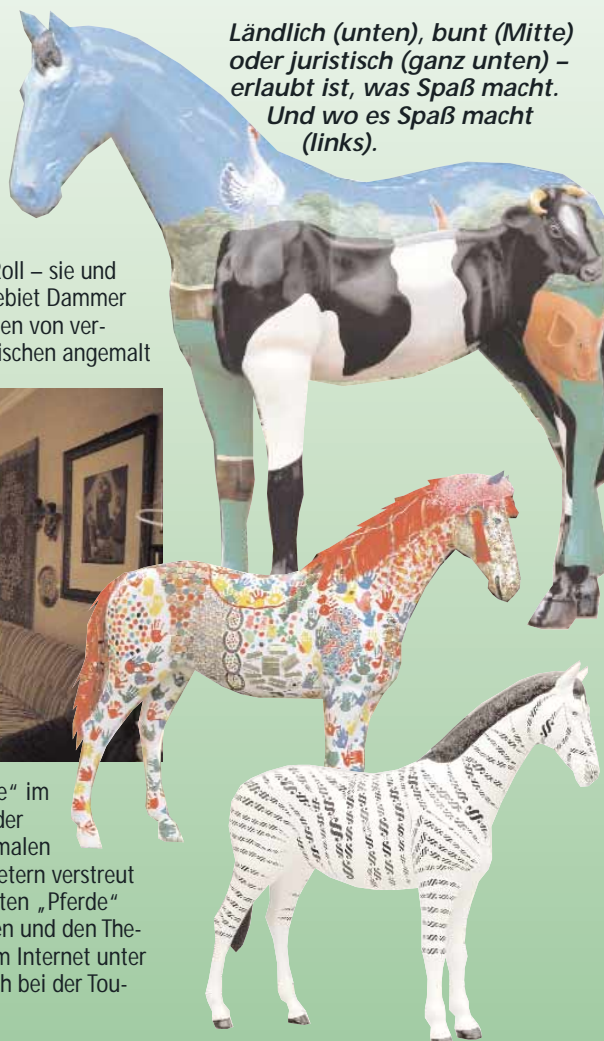 Ländlich (unten), bunt (Mitte)
oder juristisch (ganz unten) –
erlaubt ist, was Spaß macht.
Und wo es Spaß macht
(links).
Roll – sie und
ebiet Dammer
en von ver-
ischen angemalt
e“ im
der
malen
etern verstreut
ten „Pferde“
en und den The-
m Internet unter
h bei der Tou-